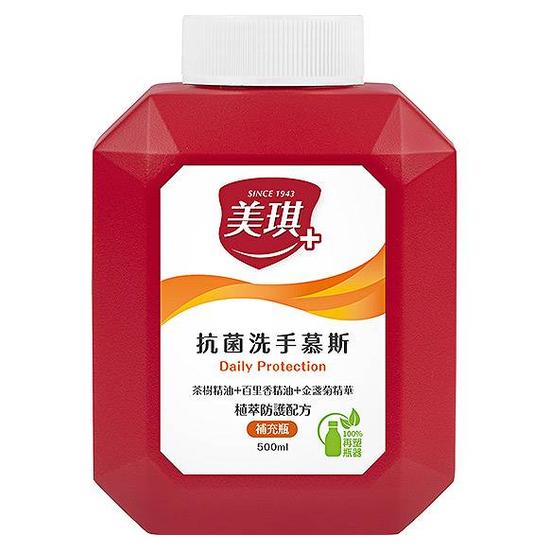 SINCE 1943
美琪
抗菌洗手慕斯
Daily Protection
茶樹精油+百里香精油+金盞菊精華
植萃防護配方
補充瓶
500ml
100%
再塑
瓶器